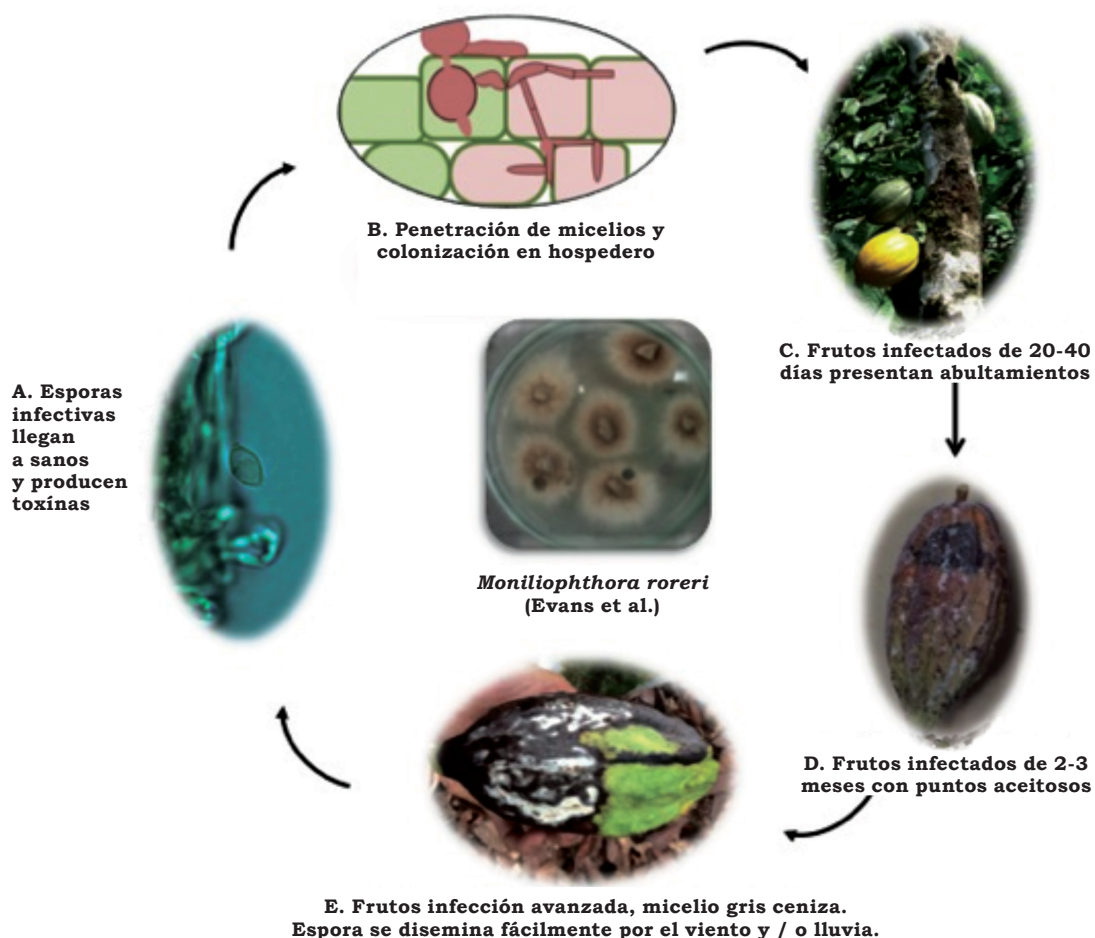 B. Penetración de micelios y
colonización en hospedero
C. Frutos infectados de 20-40
días presentan abultamientos
A. Esporas
infectivas
llegan
a sanos
y producen
toxínas
Moniliophthora roreri
(Evans et al.)
D. Frutos infectados de 2-3
meses con puntos aceitosos
E. Frutos infección avanzada, micelio gris ceniza.
Espora se disemina fácilmente por el viento y / o lluvia.